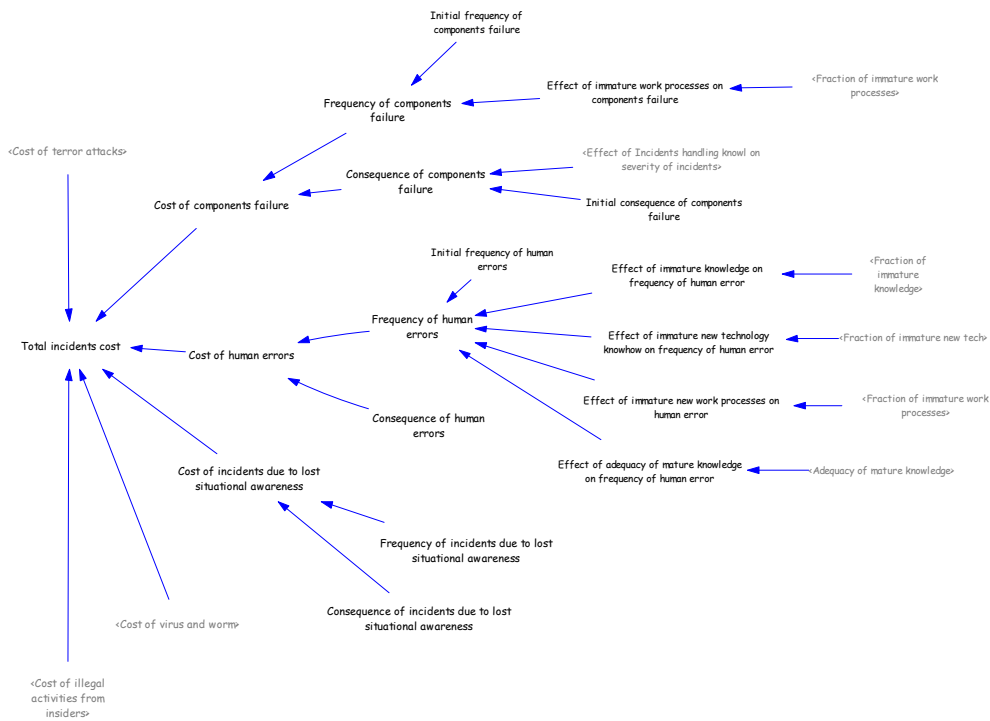 Initial frequency of
components failure
Effect of immature work processes on
components failure
<Fraction of immature work
processes>
Frequency of components
failure
<Cost of terror attacks>
<Effect of Incidents handling knowl on
severity of incidents>
Consequence of components
failure
Cost of components failure
Initial consequence of components
failure
Initial frequency of human
errors
Effect of immature knowledge on
frequency of human error
<Fraction of
immature
knowledge>
Frequency of human
errors
Effect of immature new technology
knowhow on frequency of human error
<Fraction of immature new tech>
Total incidents cost
Cost of human errors
Effect of immature new work processes on
human error
<Fraction of immature work
processes>
Consequence of human
errors
Effect of adequacy of mature knowledge
on frequency of human error
<Adequacy of mature knowledge>
Cost of incidents due to lost
situational awareness
Frequency of incidents due to lost
situational awareness
Consequence of incidents due to lost
situational awareness
<Cost of virus and worm>
<Cost of illegal
activities from
insiders>